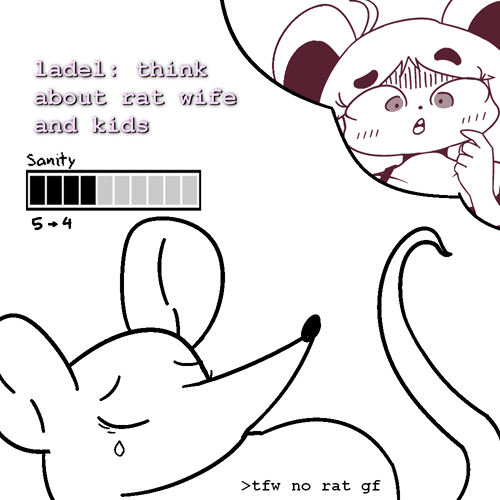 ladel: think
about rat wife
and kids
Sanity
5→4
>tfw no rat gf